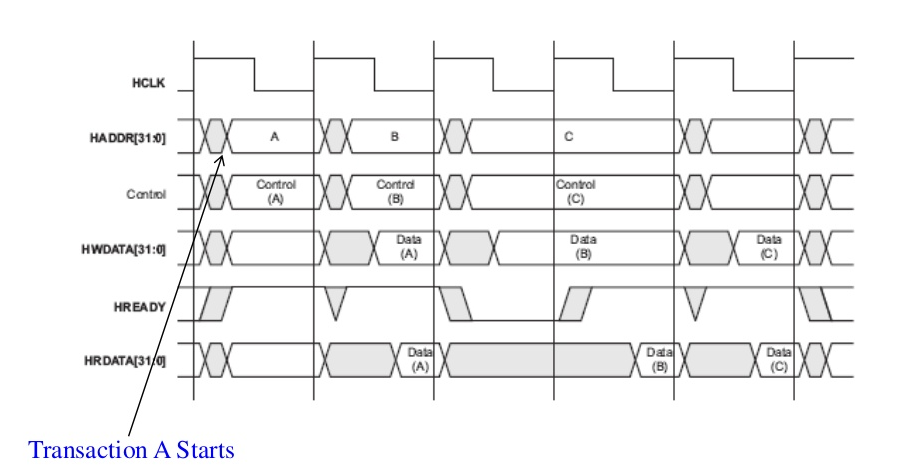 HCLK
HADDR[31:0]
A
B
C
Control
Control
(A)
Control
(B)
Control
(C)
HWDATA[31:0]
Data
(A)
Data
(B)
Data
(C)
HREADY
HRDATA[31:0]
Data
(A)
Data
(B)
Data
(C)
Transaction A Starts